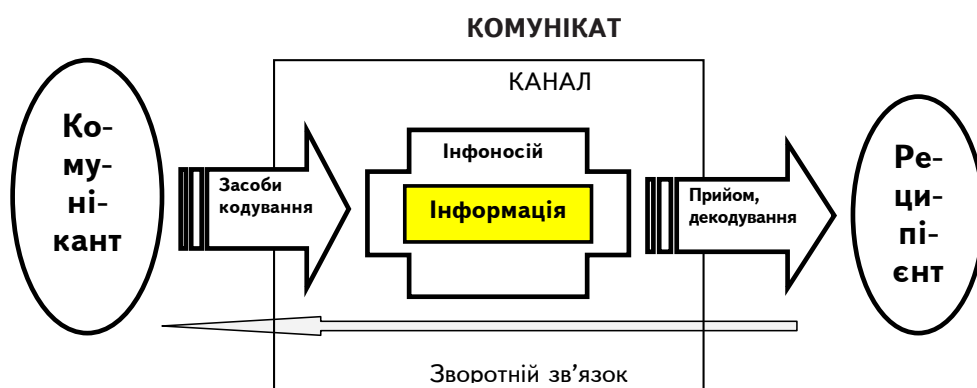 КОМУНІКАТ
КАНАЛ
Ко-
му-
ні-
кант
Засоби
кодування
Інфоносій
Інформація
Прийом,
декодування
Ре-
ци-
пі-
єнт
Зворотній зв’язок